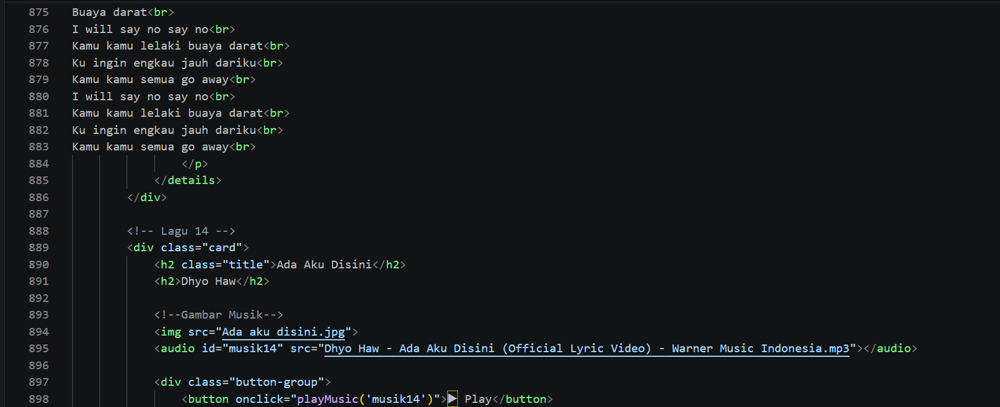 875 Buaya darat<br>
876 I will say no say no<br>
877 Kamu kamu lelaki buaya darat<br>
878 Ku ingin engkau jauh dariku<br>
879 Kamu kamu semua go away<br>
880 I will say no say no<br>
881 Kamu kamu lelaki buaya darat<br>
882 Ku ingin engkau jauh dariku<br>
883 Kamu kamu semua go away<br>
884 </p>
885 </details>
886 </div>
887
888 <!-- Lagu 14 -->
889 <div class="card">
890 <h2 class="title">Ada Aku Disini</h2>
891 <h2>Dhyo Haw</h2>
892
893 <!--Gambar Musik-->
894 <img src="Ada aku disini.jpg">
895 <audio id="musik14" src="Dhyo Haw - Ada Aku Disini (Official Lyric Video) - Warner Music Indonesia.mp3"></audio>
896
897 <div class="button-group">
898 <button onclick="playMusic('musik14')">▶ Play</button>